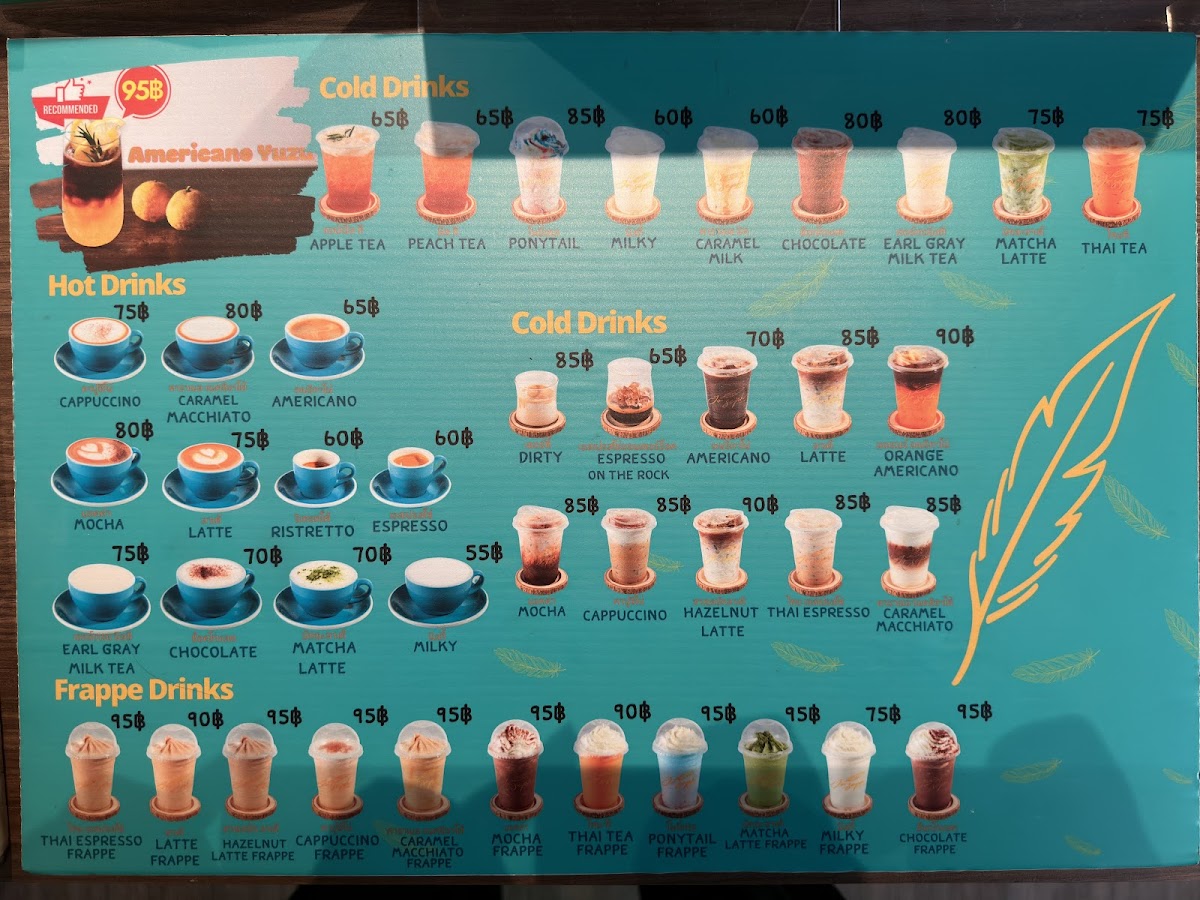 RECOMMENDED
95฿
Americano Yuzu
Cold Drinks
65฿
65฿
85฿
60฿
60฿
80฿
80฿
75฿
75฿
APPLE TEA
PEACH TEA
PONYTAIL
MILKY
CARAMEL
MILK
CHOCOLATE
EARL GRAY
MILK TEA
MATCHA
LATTE
THAI TEA
Hot Drinks
75฿
80฿
65฿
CAPPUCCINO
CARAMEL
MACCHIATO
AMERICANO
80฿
75฿
60฿
60฿
MOCHA
LATTE
RISTRETTO
ESPRESSO
75฿
70฿
70฿
55฿
EARL GRAY
MILK TEA
CHOCOLATE
MATCHA
LATTE
MILKY
Cold Drinks
85฿
65฿
70฿
85฿
90฿
DIRTY
ESPRESSO
ON THE ROCK
AMERICANO
LATTE
ORANGE
AMERICANO
85฿
85฿
90฿
85฿
85฿
MOCHA
CAPPUCCINO
HAZELNUT
LATTE
THAI ESPRESSO
CARAMEL
MACCHIATO
Frappe Drinks
95฿
90฿
95฿
95฿
95฿
95฿
90฿
95฿
95฿
75฿
95฿
THAI ESPRESSO
FRAPPE
LATTE
FRAPPE
HAZELNUT
LATTE FRAPPE
CAPPUCCINO
FRAPPE
CARAMEL
MACCHIATO
FRAPPE
MOCHA
FRAPPE
THAI TEA
FRAPPE
PONYTAIL
FRAPPE
MATCHA
LATTE FRAPPE
MILKY
FRAPPE
CHOCOLATE
FRAPPE